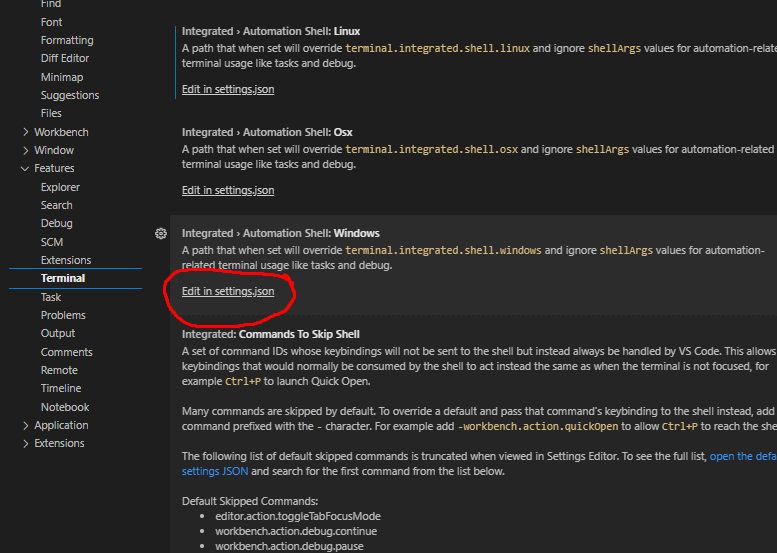 Find
Font
Formatting
Diff Editor
Minimap
Suggestions
Files
Workbench
Window
Features
Explorer
Search
Debug
SCM
Extensions
Terminal
Task
Problems
Output
Comments
Remote
Timeline
Notebook
Application
Extensions
Integrated › Automation Shell: Linux
A path that when set will override terminal.integrated.shell.linux and ignore shellArgs values for automation-related
terminal usage like tasks and debug.
Edit in settings.json
Integrated › Automation Shell: Osx
A path that when set will override terminal.integrated.shell.osx and ignore shellArgs values for automation-related
terminal usage like tasks and debug.
Edit in settings.json
Integrated › Automation Shell: Windows
A path that when set will override terminal.integrated.shell.windows and ignore shellArgs values for automation-
related terminal usage like tasks and debug.
Edit in settings.json
Integrated: Commands To Skip Shell
A set of command IDs whose keybindings will not be sent to the shell but instead always be handled by VS Code. This allows
keybindings that would normally be consumed by the shell to act instead the same as when the terminal is not focused, for
example Ctrl+P to launch Quick Open.
Many commands are skipped by default. To override a default and pass that command's keybinding to the shell instead, add
command prefixed with the - character. For example add -workbench.action.quickOpen to allow Ctrl+P to reach the she
The following list of default skipped commands is truncated when viewed in Settings Editor. To see the full list, open the defa
settings JSON and search for the first command from the list below.
Default Skipped Commands:
• editor.action.toggleTabFocusMode
• workbench.action.debug.continue
• workbench.action.debug.pause